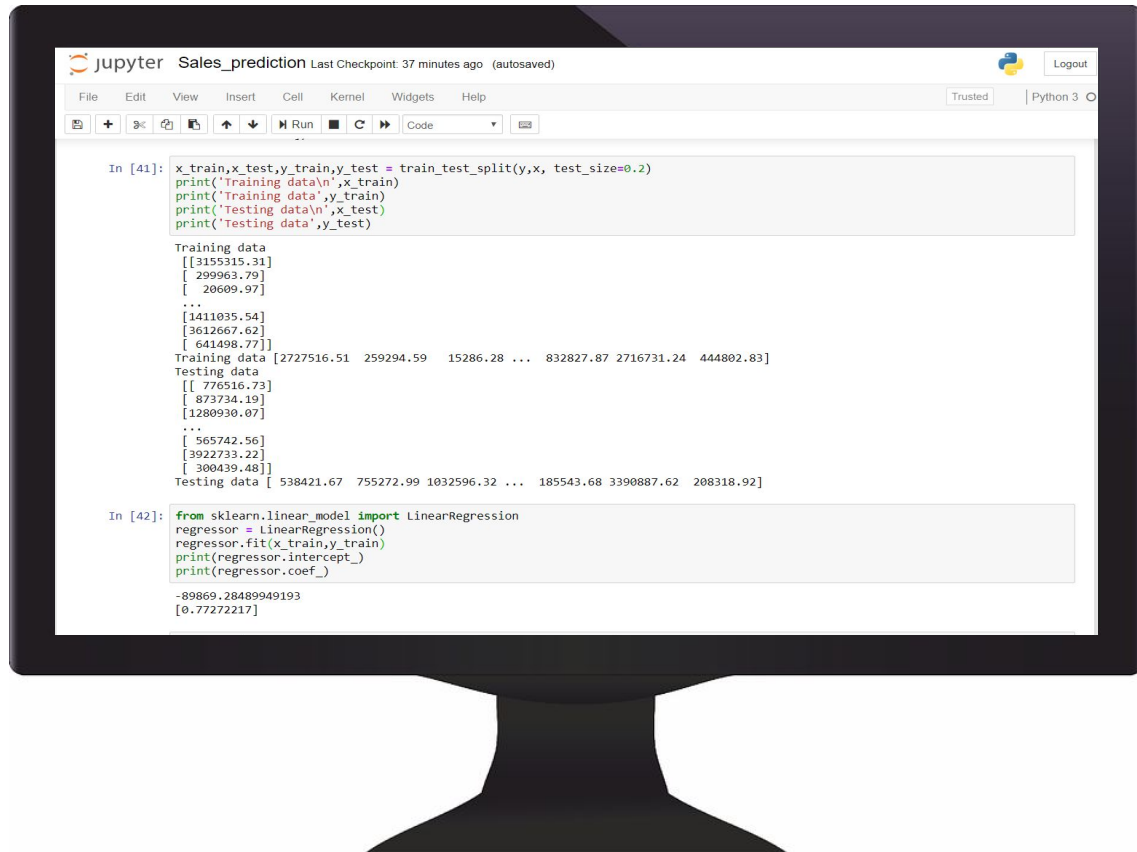 jupyter Sales_prediction Last Checkpoint: 37 minutes ago (autosaved)
Logout
File Edit View Insert Cell Kernel Widgets Help
Trusted | Python 3
Run Code
In [41]: x_train,x_test,y_train,y_test = train_test_split(y,x, test_size=0.2)
print('Training data\n',x_train)
print('Training data',y_train)
print('Testing data\n',x_test)
print('Testing data',y_test)
Training data
[[3155315.31]
[ 299963.79]
[ 20609.97]
...
[1411035.54]
[3612667.62]
[ 641498.77]]
Training data [2727516.51 259294.59 15286.28 ... 832827.87 2716731.24 444802.83]
Testing data
[[ 776516.73]
[ 873734.19]
[1280930.07]
...
[ 565742.56]
[3922733.22]
[ 300439.48]]
Testing data [ 538421.67 755272.99 1032596.32 ... 185543.68 3390887.62 208318.92]
In [42]: from sklearn.linear_model import LinearRegression
regressor = LinearRegression()
regressor.fit(x_train,y_train)
print(regressor.intercept_)
print(regressor.coef_)
-89869.28489949193
[0.77272217]